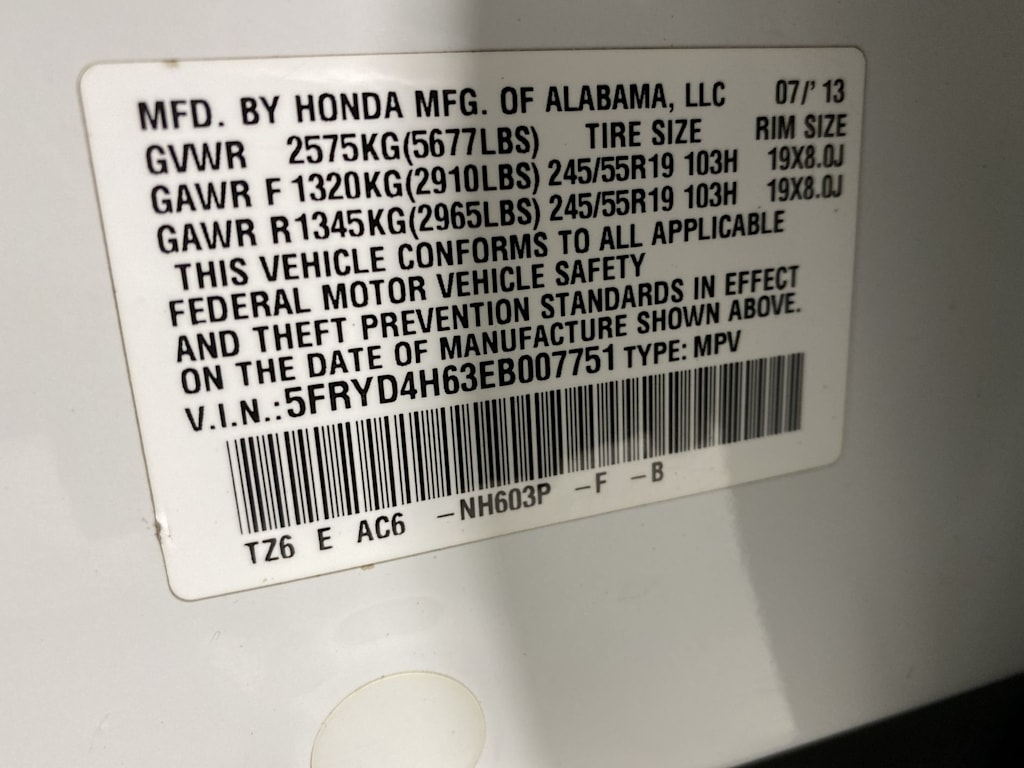 MFD. BY HONDA MFG. OF ALABAMA, LLC 07/'13
GVWR 2575KG(5677LBS) TIRE SIZE RIM SIZE
GAWR F 1320KG(2910LBS) 245/55R19 103H 19X8.0J
GAWR R1345KG(2965LBS) 245/55R19 103H 19X8.0J
THIS VEHICLE CONFORMS TO ALL APPLICABLE
FEDERAL MOTOR VEHICLE SAFETY
AND THEFT PREVENTION STANDARDS IN EFFECT
ON THE DATE OF MANUFACTURE SHOWN ABOVE.
V.I.N.:5FRYD4H63EB007751 TYPE: MPV
TZ6 E AC6 –NH603P –F –B